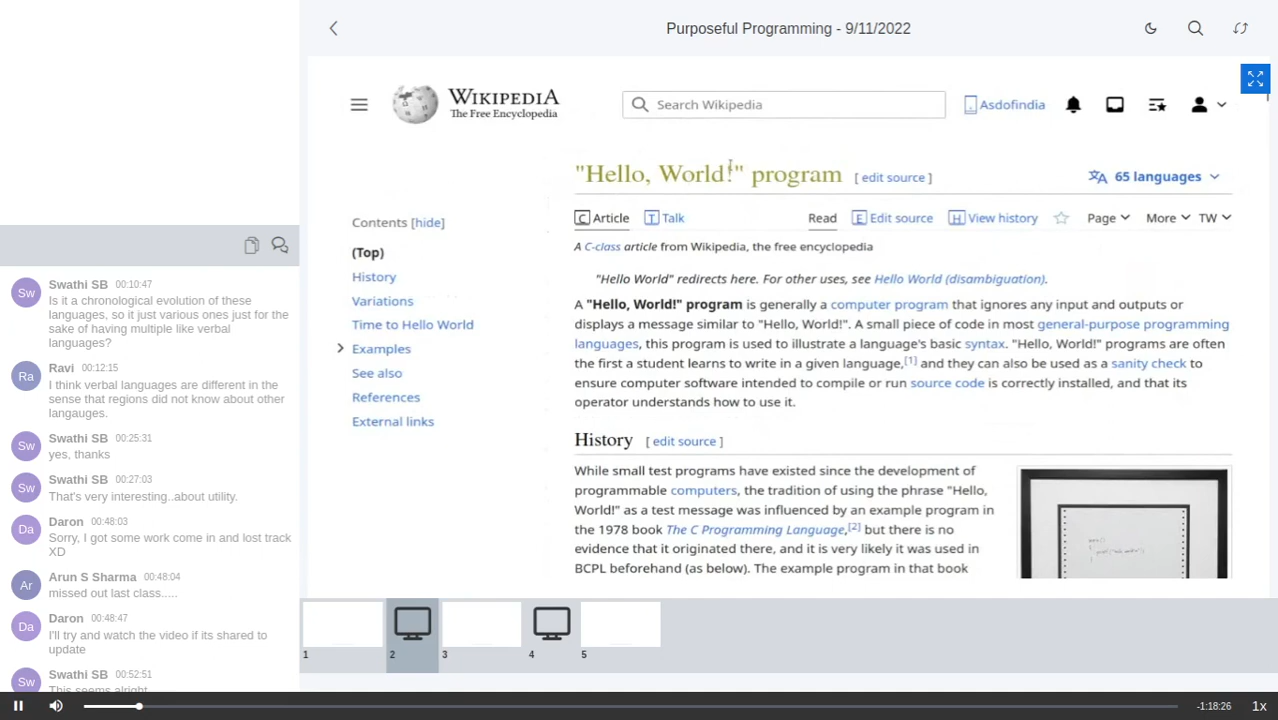 Purposeful Programming - 9/11/2022
WIKIPEDIA
The Free Encyclopedia
Search Wikipedia
Asdofindia
"Hello, World!" program [ edit source ]
65 languages
C Article T Talk Read E Edit source H View history Page More TW
Contents [hide]
(Top)
History
Variations
Time to Hello World
Examples
See also
References
External links
A C-class article from Wikipedia, the free encyclopedia
"Hello World" redirects here. For other uses, see Hello World (disambiguation).
A "Hello, World!" program is generally a computer program that ignores any input and outputs or
displays a message similar to "Hello, World!". A small piece of code in most general-purpose programming
languages, this program is used to illustrate a language's basic syntax. "Hello, World!" programs are often
the first a student learns to write in a given language,[1] and they can also be used as a sanity check to
ensure computer software intended to compile or run source code is correctly installed, and that its
operator understands how to use it.
History [ edit source ]
While small test programs have existed since the development of
programmable computers, the tradition of using the phrase "Hello,
World!" as a test message was influenced by an example program in
the 1978 book The C Programming Language,[2] but there is no
evidence that it originated there, and it is very likely it was used in
BCPL beforehand (as below). The example program in that book
Sw Swathi SB 00:10:47
Is it a chronological evolution of these
languages, so it just various ones just for the
sake of having multiple like verbal
languages?
Ra Ravi 00:12:15
I think verbal languages are different in the
sense that regions did not know about other
langauges.
Sw Swathi SB 00:25:31
yes, thanks
Sw Swathi SB 00:27:03
That's very interesting..about utility.
Da Daron 00:48:03
Sorry, I got some work come in and lost track
XD
Ar Arun S Sharma 00:48:04
missed out last class.....
Da Daron 00:48:47
I'll try and watch the video if its shared to
update
Sw Swathi SB 00:52:51
This seems alright
1 2 3 4 5
-1:18:26 1x